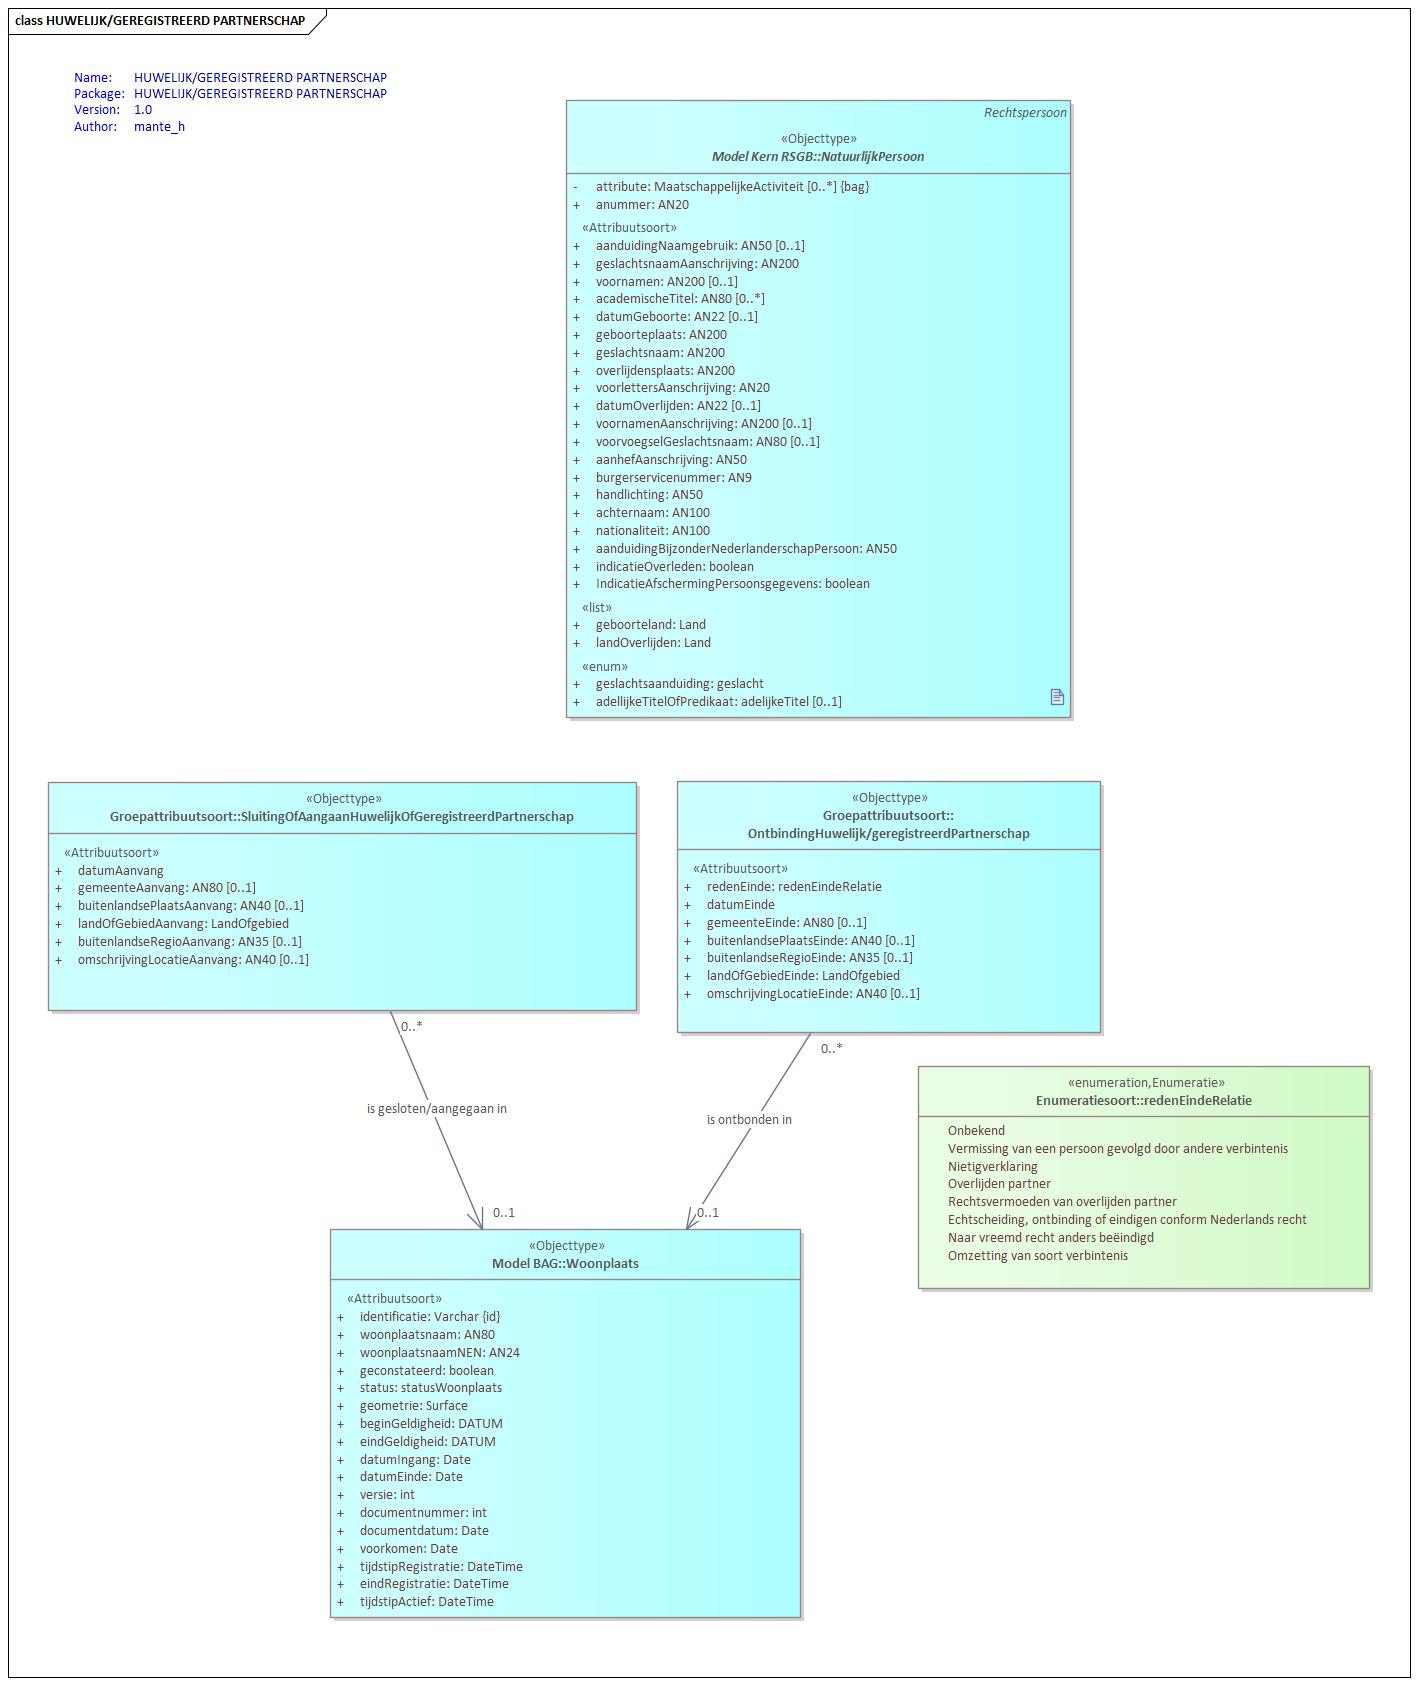 class HUWELIJK/GEREGISTREERD PARTNERSCHAP
Name: HUWELIJK/GEREGISTREERD PARTNERSCHAP
Package: HUWELIJK/GEREGISTREERD PARTNERSCHAP
Version: 1.0
Author: mante_h
Rechtspersoon
«Objecttype»
Model Kern RSGB::NatuurlijkPersoon
- attribute: MaatschappelijkeActiviteit [0..*] {bag}
+ anummer: AN20
«Attribuutsoort»
+ aanduidingNaamgebruik: AN50 [0..1]
+ geslachtsnaamAanschrijving: AN200
+ voornamen: AN200 [0..1]
+ academischeTitel: AN80 [0..*]
+ datumGeboorte: AN22 [0..1]
+ geboorteplaats: AN200
+ geslachtsnaam: AN200
+ overlijdensplaats: AN200
+ voorlettersAanschrijving: AN20
+ datumOverlijden: AN22 [0..1]
+ voornamenAanschrijving: AN200 [0..1]
+ voorvoegselGeslachtsnaam: AN80 [0..1]
+ aanhefAanschrijving: AN50
+ burgerservicenummer: AN9
+ handlichting: AN50
+ achternaam: AN100
+ nationaliteit: AN100
+ aanduidingBijzonderNederlanderschapPersoon: AN50
+ indicatieOverleden: boolean
+ IndicatieAfschermingPersoonsgegevens: boolean
«list»
+ geboorteland: Land
+ landOverlijden: Land
«enum»
+ geslachtsaanduiding: geslacht
+ adellijkeTitelOfPredikaat: adelijkeTitel [0..1]
«Objecttype»
Groepattribuutsoort::SluitingOfAangaanHuwelijkOfGeregistreerdPartnerschap
«Attribuutsoort»
+ datumAanvang
+ gemeenteAanvang: AN80 [0..1]
+ buitenlandsePlaatsAanvang: AN40 [0..1]
+ landOfGebiedAanvang: LandOfgebied
+ buitenlandseRegioAanvang: AN35 [0..1]
+ omschrijvingLocatieAanvang: AN40 [0..1]
«Objecttype»
Groepattribuutsoort::
OntbindingHuwelijk/geregistreerdPartnerschap
«Attribuutsoort»
+ redenEinde: redenEindeRelatie
+ datumEinde
+ gemeenteEinde: AN80 [0..1]
+ buitenlandsePlaatsEinde: AN40 [0..1]
+ buitenlandseRegioEinde: AN35 [0..1]
+ landOfGebiedEinde: LandOfgebied
+ omschrijvingLocatieEinde: AN40 [0..1]
0..*
0..*
is gesloten/aangegaan in
is ontbonden in
0..1
0..1
«enumeration,Enumeratie»
Enumeratiesoort::redenEindeRelatie
Onbekend
Vermissing van een persoon gevolgd door andere verbintenis
Nietigverklaring
Overlijden partner
Rechtsvermoeden van overlijden partner
Echtscheiding, ontbinding of eindigen conform Nederlands recht
Naar vreemd recht anders beëindigd
Omzetting van soort verbintenis
«Objecttype»
Model BAG::Woonplaats
«Attribuutsoort»
+ identificatie: Varchar {id}
+ woonplaatsnaam: AN80
+ woonplaatsnaamNEN: AN24
+ geconstateerd: boolean
+ status: statusWoonplaats
+ geometrie: Surface
+ beginGeldigheid: DATUM
+ eindGeldigheid: DATUM
+ datumIngang: Date
+ datumEinde: Date
+ versie: int
+ documentnummer: int
+ documentdatum: Date
+ voorkomen: Date
+ tijdstipRegistratie: DateTime
+ eindRegistratie: DateTime
+ tijdstipActief: DateTime